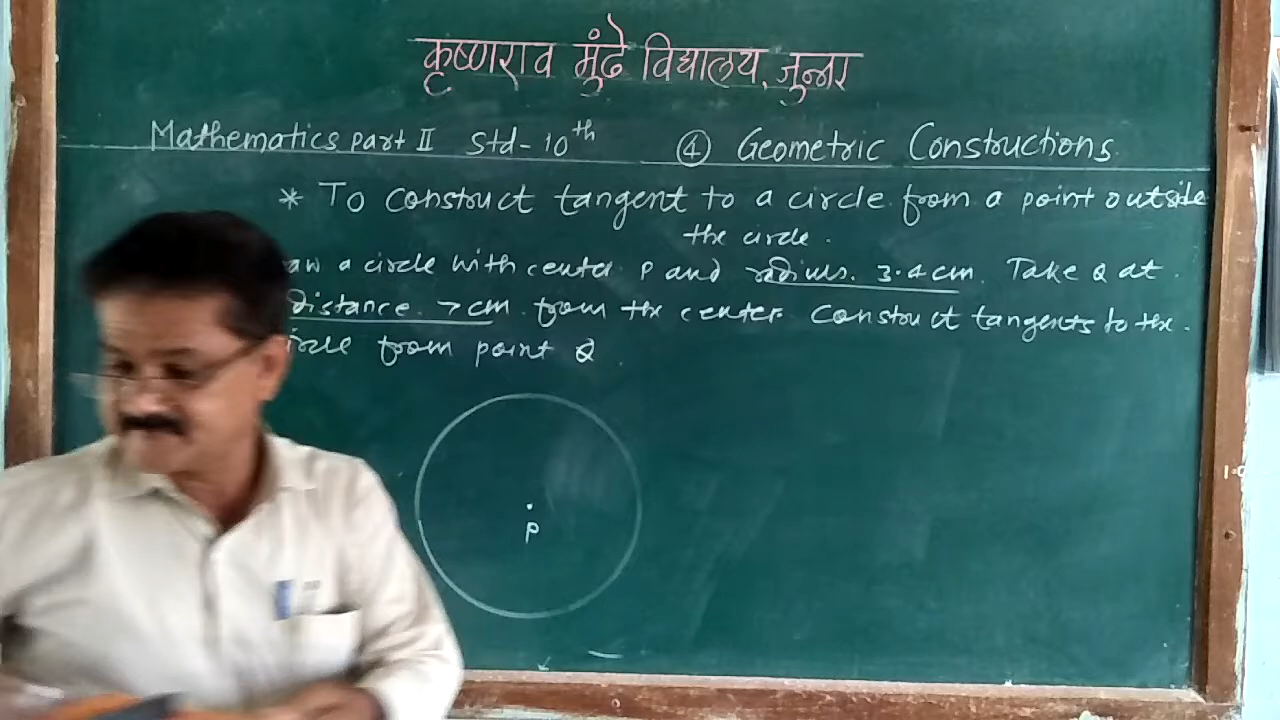 कृष्णराव मुंढे विद्यालय, जुन्नर
Mathematics part II Std-10th ④ Geometric Constructions
* To construct tangent to a circle from a point outside
the circle.
aw a circle with center P and radius. 3.4 cm. Take Q at.
distance. 7 cm. from the center construct tangents to the.
ircle from point Q.
P